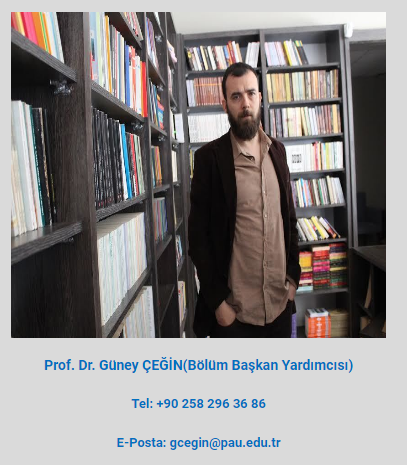 Prof. Dr. Güney ÇEĞİN(Bölüm Başkan Yardımcısı)
Tel: +90 258 296 36 86
E-Posta: gcegin@pau.edu.tr